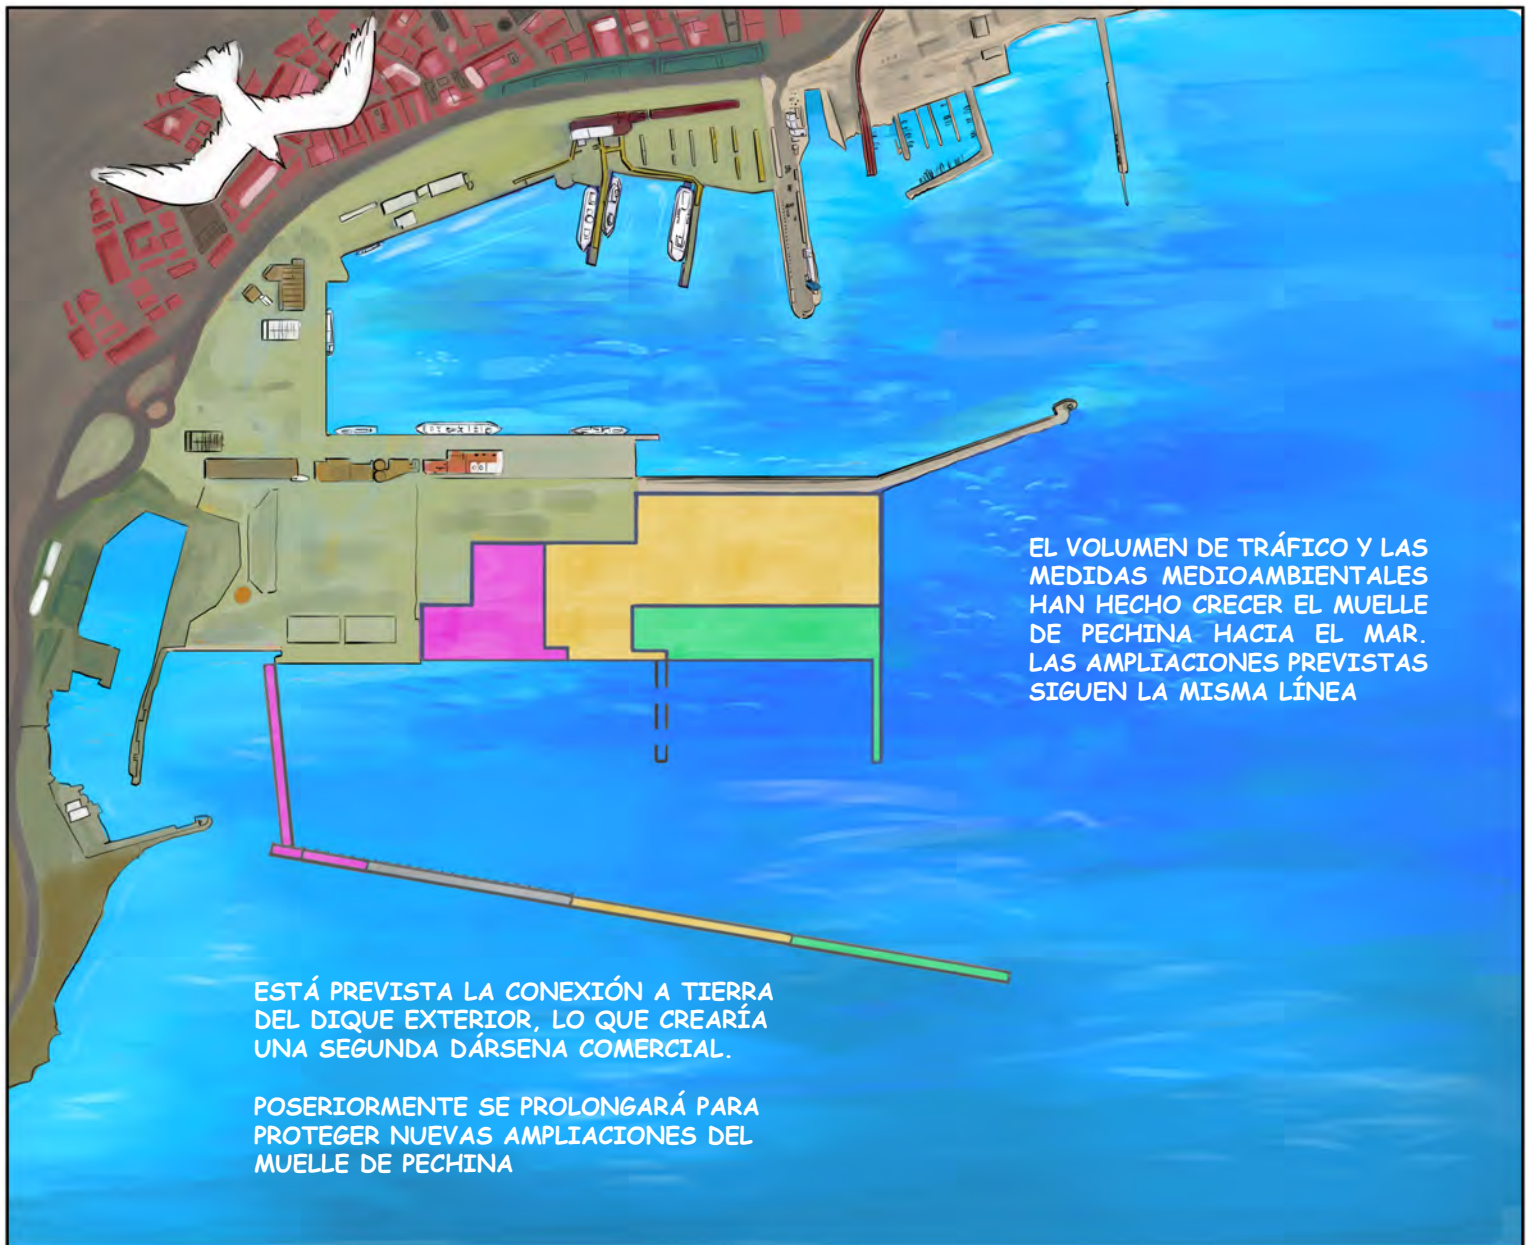 EL VOLUMEN DE TRÁFICO Y LAS
MEDIDAS MEDIOAMBIENTALES
HAN HECHO CRECER EL MUELLE
DE PECHINA HACIA EL MAR.
LAS AMPLIACIONES PREVISTAS
SIGUEN LA MISMA LÍNEA
ESTÁ PREVISTA LA CONEXIÓN A TIERRA
DEL DIQUE EXTERIOR, LO QUE CREARÍA
UNA SEGUNDA DÁRSENA COMERCIAL.
POSERIORMENTE SE PROLONGARÁ PARA
PROTEGER NUEVAS AMPLIACIONES DEL
MUELLE DE PECHINA